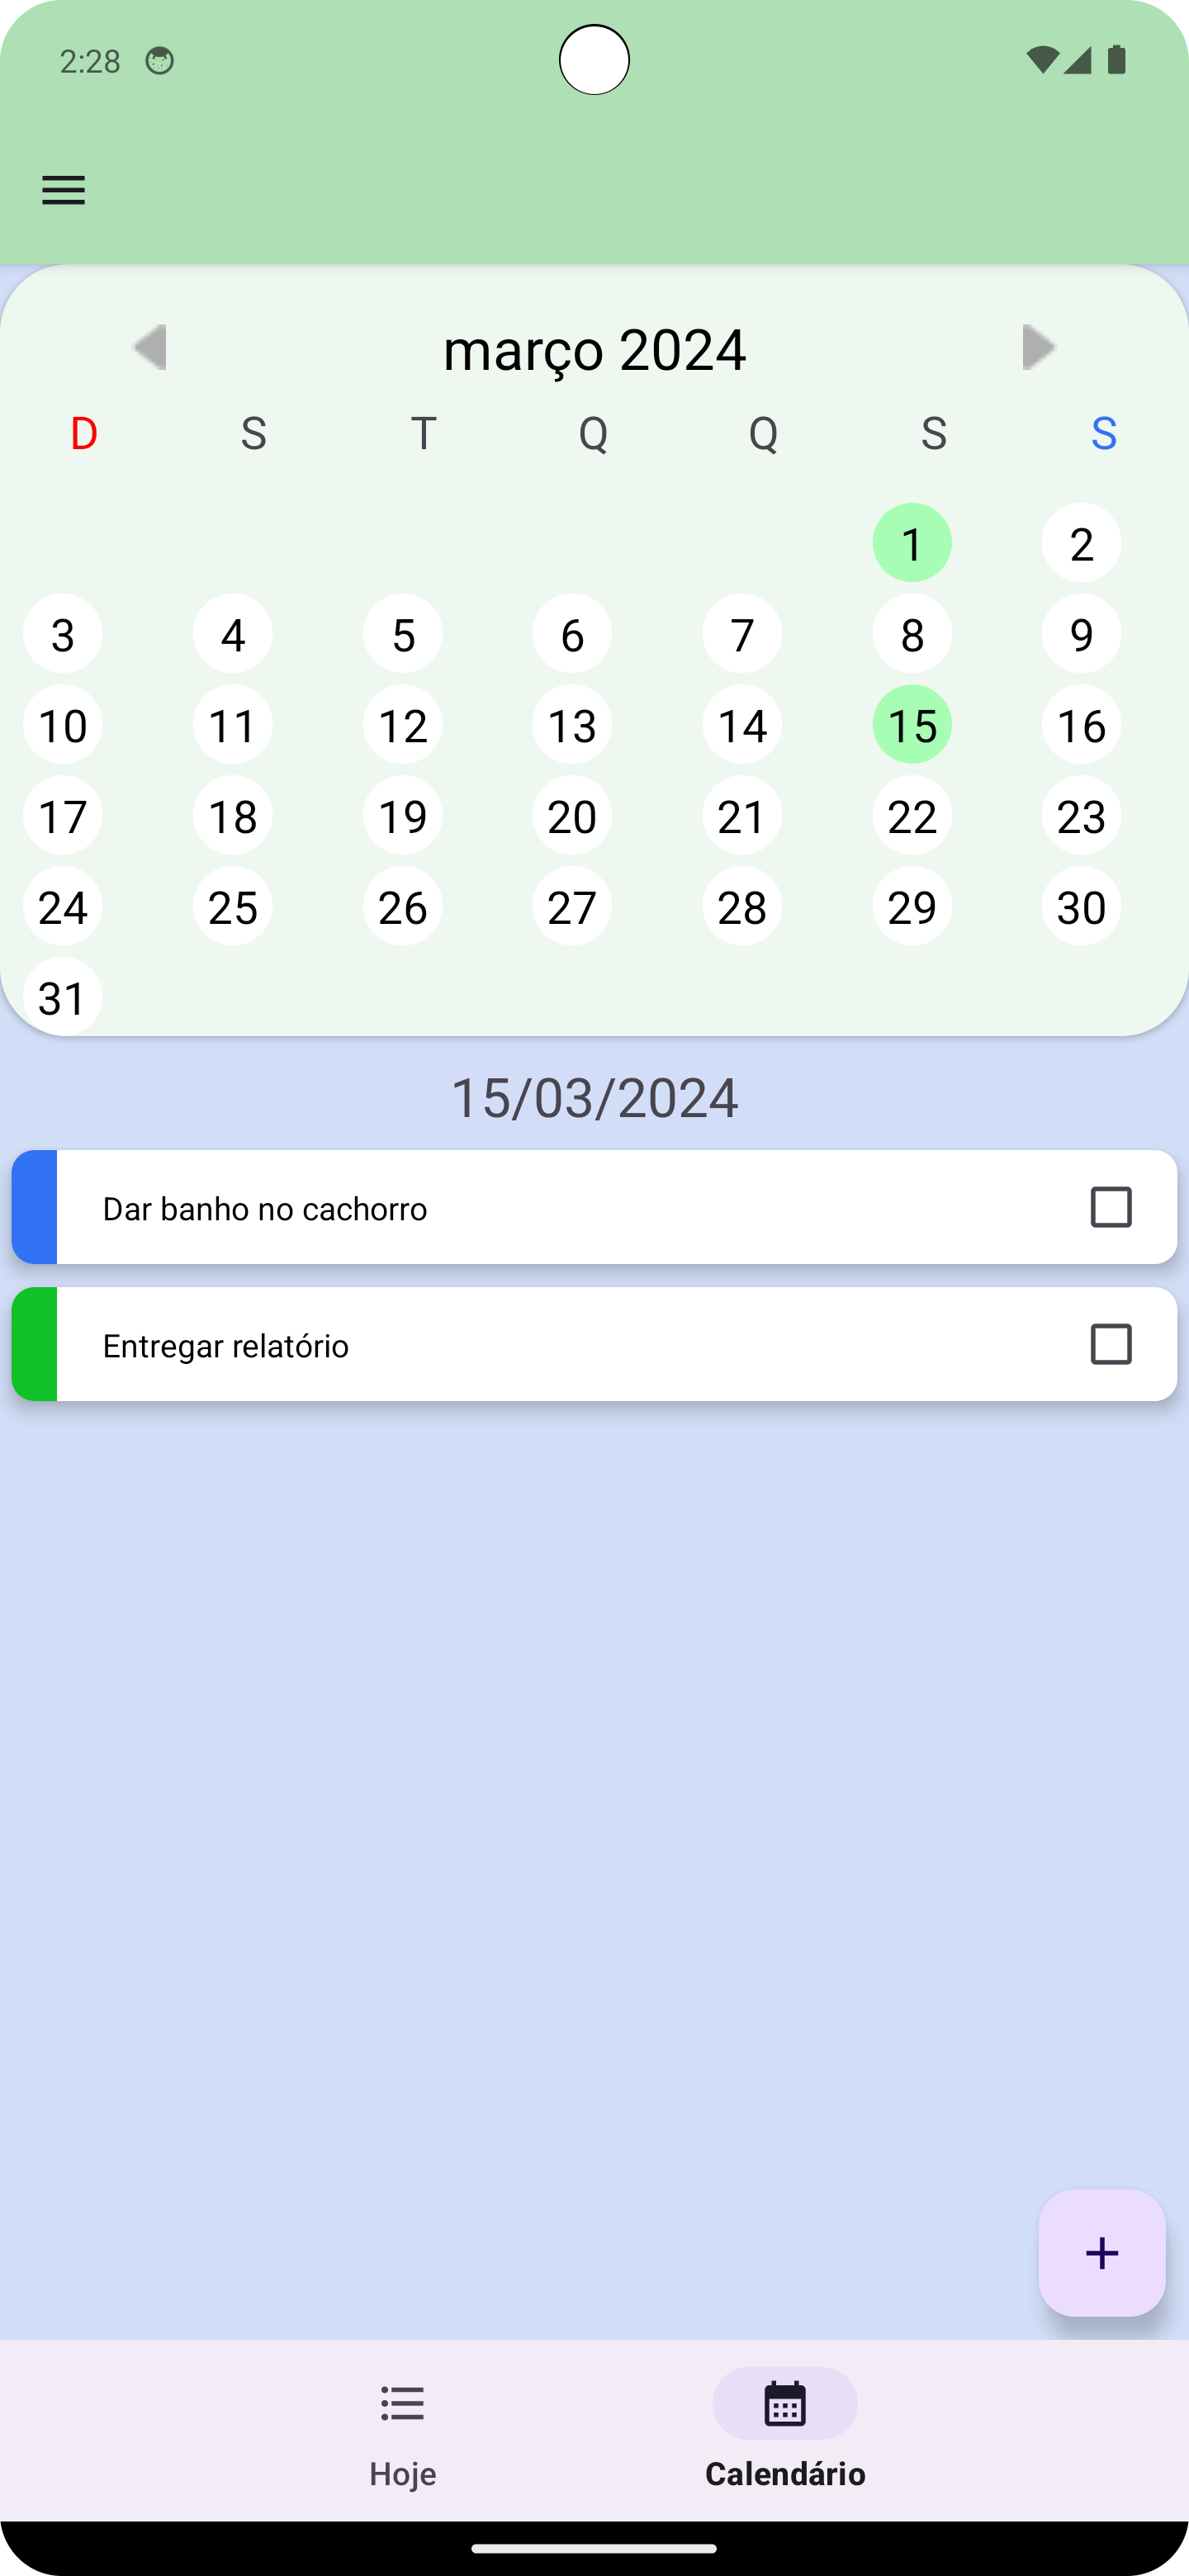 2:28
março 2024
D S T Q Q S S
1 2
3 4 5 6 7 8 9
10 11 12 13 14 15 16
17 18 19 20 21 22 23
24 25 26 27 28 29 30
31
15/03/2024
Dar banho no cachorro
Entregar relatório
+
Hoje Calendário